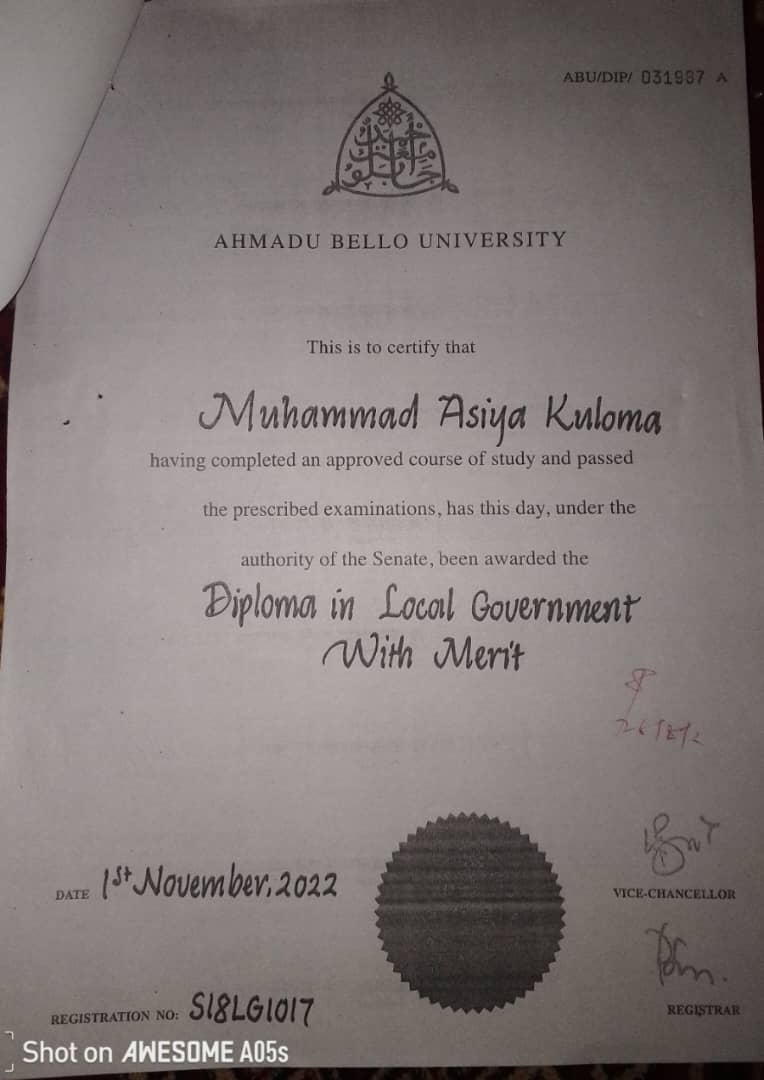 ABU/DIP/ 031987 A
AHMADU BELLO UNIVERSITY
This is to certify that
Muhammad Asiya Kuloma
having completed an approved course of study and passed
the prescribed examinations, has this day, under the
authority of the Senate, been awarded the
Diploma in Local Government
With Merit
DATE 1st November, 2022
VICE-CHANCELLOR
REGISTRATION NO: S18LG1017
REGISTRAR
Shot on AWESOME A05s